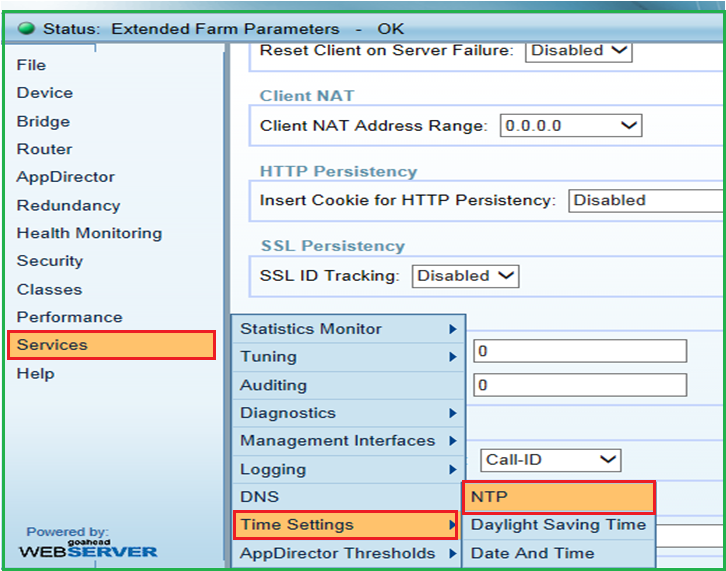 Status: Extended Farm Parameters - OK
File
Device
Bridge
Router
AppDirector
Redundancy
Health Monitoring
Security
Classes
Performance
Services
Help
Powered by:
goahead
WEBSERVER
Reset Client on Server Failure: Disabled
Client NAT
Client NAT Address Range: 0.0.0.0
HTTP Persistency
Insert Cookie for HTTP Persistency: Disabled
SSL Persistency
SSL ID Tracking: Disabled
0
0
Call-ID
Statistics Monitor
Tuning
Auditing
Diagnostics
Management Interfaces
Logging
DNS
Time Settings
AppDirector Thresholds
NTP
Daylight Saving Time
Date And Time